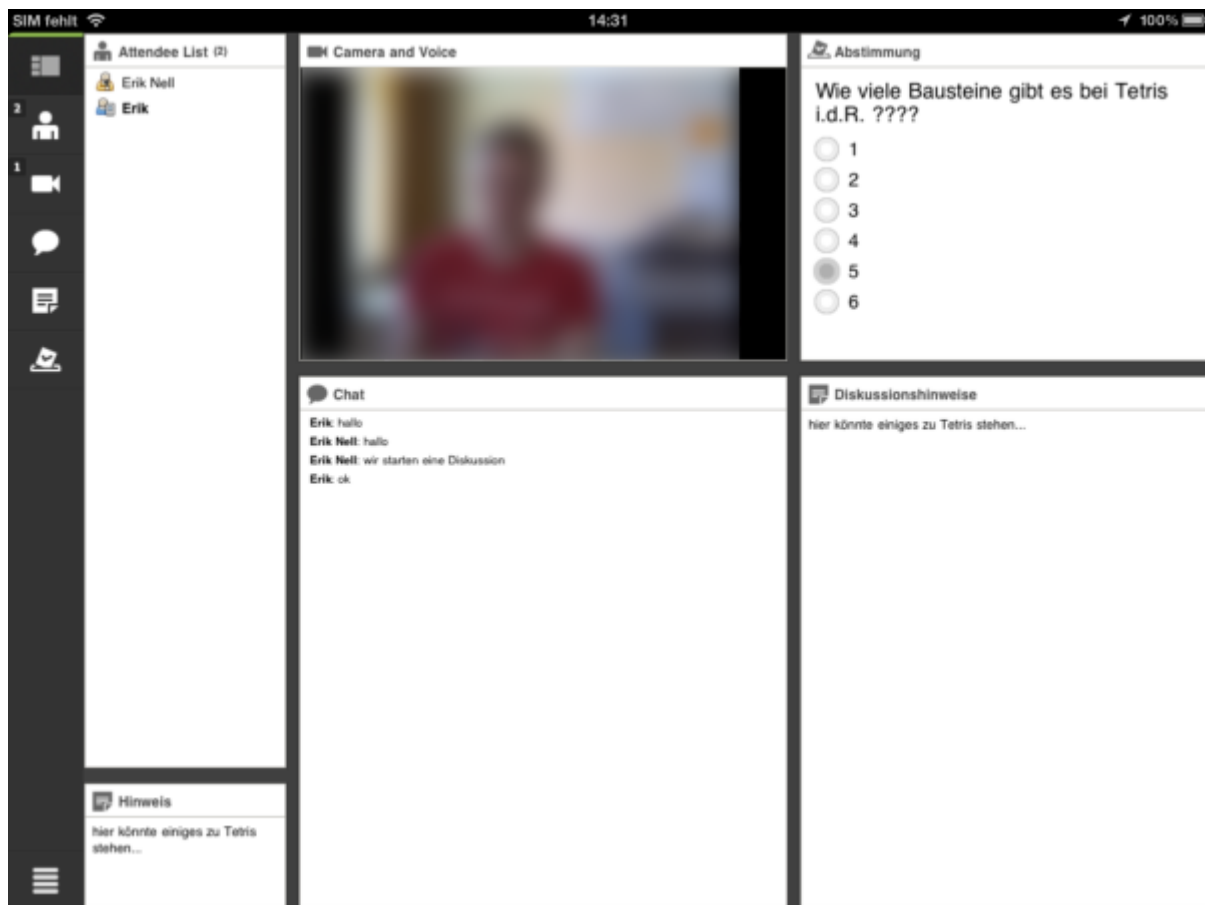 SIM fehlt
14:31
100%
2
1
Attendee List (2)
Erik Nell
Erik
Hinweis
hier könnte einiges zu Tetris
stehen...
Camera and Voice
Chat
Erik: hallo
Erik Nell: hallo
Erik Nell: wir starten eine Diskussion
Erik: ok
Abstimmung
Wie viele Bausteine gibt es bei Tetris
i.d.R. ????
1
2
3
4
5
6
Diskussionshinweise
hier könnte einiges zu Tetris stehen...